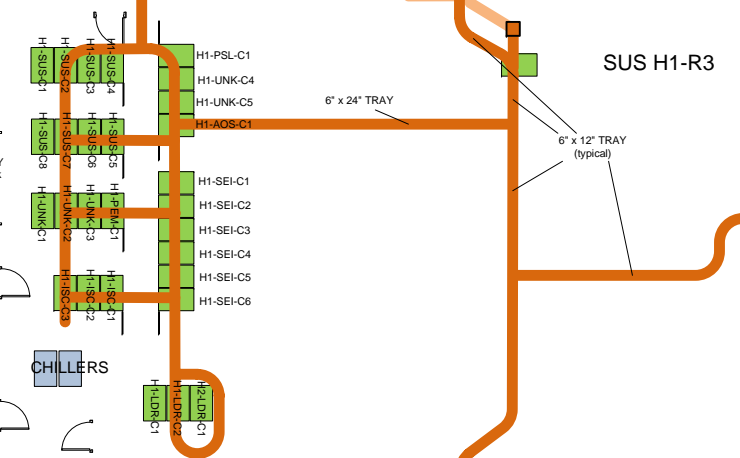 H1-SUS-C1
H1-SUS-C2
H1-SUS-C3
H1-SUS-C4
H1-PSL-C1
H1-UNK-C4
H1-UNK-C5
H1-AOS-C1
6" x 24" TRAY
SUS H1-R3
6" x 12" TRAY
(typical)
H1-SUS-C8
H1-SUS-C7
H1-SUS-C6
H1-SUS-C5
H1-SEI-C1
H1-SEI-C2
H1-SEI-C3
H1-SEI-C4
H1-SEI-C5
H1-SEI-C6
H1-UNK-C1
H1-UNK-C2
H1-UNK-C3
H1-PEM-C1
H1-ISC-C3
H1-ISC-C2
H1-ISC-C1
CHILLERS
H1-LDR-C1
H1-LDR-C2
H2-LDR-C1